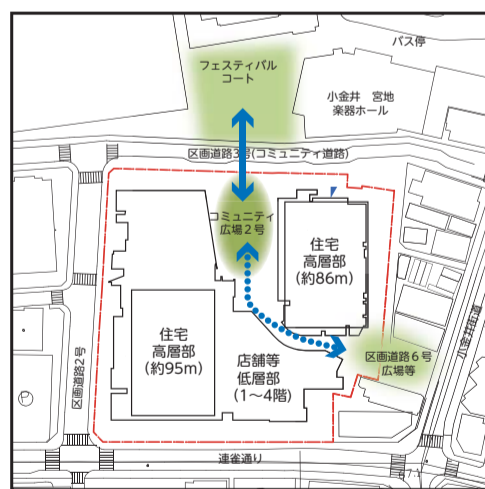 バス停
フェスティバル
コート
小金井 宮地
楽器ホール
区画道路3号(コミュニティ道路)
コミュニティ
広場2号
住宅
高層部
(約86m)
住宅
高層部
(約95m)
店舗等
低層部
(1〜4階)
区画道路6号
広場等
区画道路2号
小金井街道
連雀通り
67.1